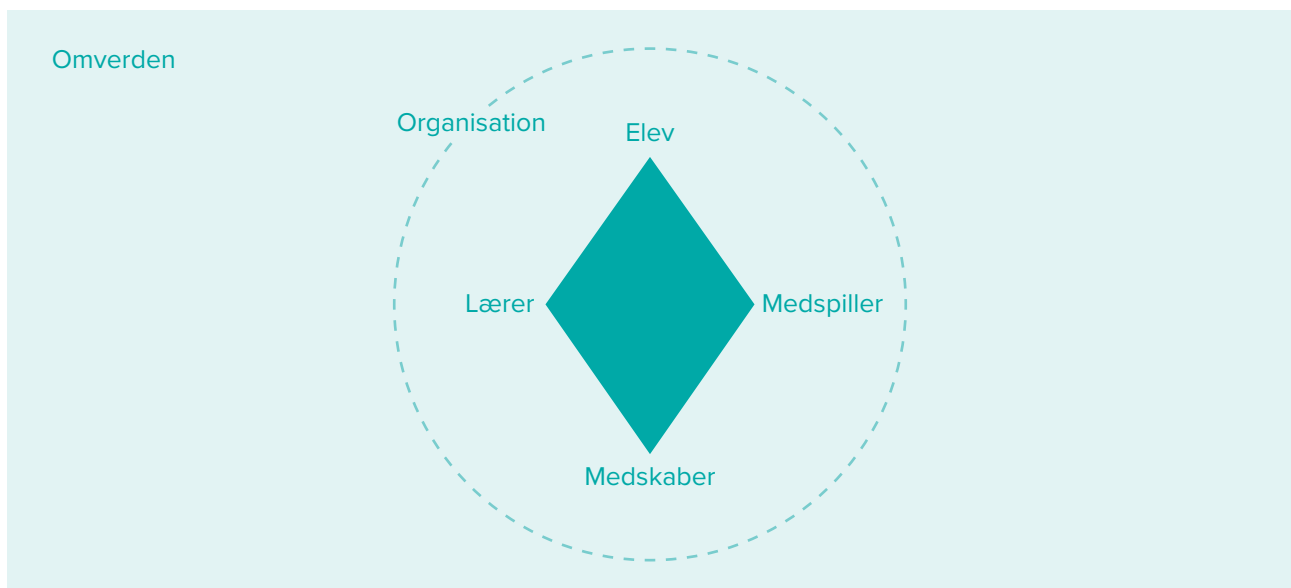 Omverden
Organisation
Elev
Lærer
Medspiller
Medskaber